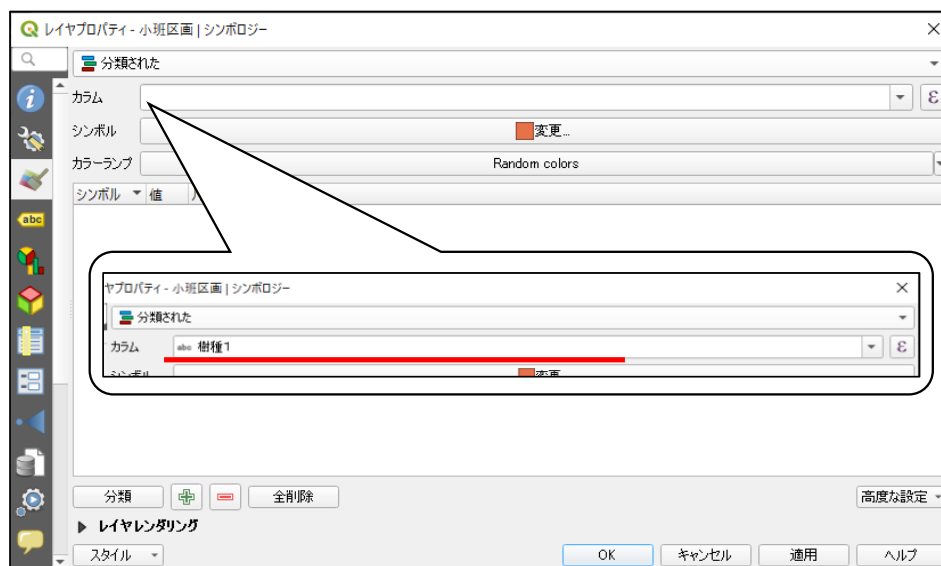 レイヤプロパティ - 小班区画 | シンボロジー
分類された
カラム ε
シンボル 変更...
カラーランプ Random colors
シンボル 値
abc
ヤプロパティ - 小班区画 | シンボロジー
分類された
カラム abc 樹種1 ε
シンボル 変更
分類 全削除 高度な設定
レイヤレンダリング
スタイル OK キャンセル 適用 ヘルプ